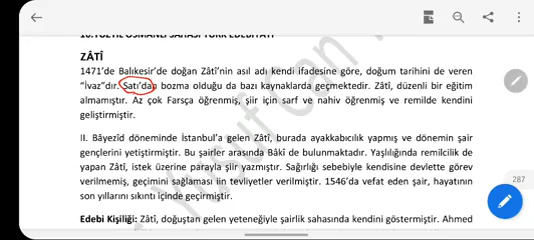 16. YÜZYIL OSMANLI SAHASI TÜRK EDEBİYATI
ZÂTÎ
1471'de Balıkesir'de doğan Zâtî'nin asıl adı kendi ifadesine göre, doğum tarihini de veren
"İvaz"dır. Satı'dan bozma olduğu da bazı kaynaklarda geçmektedir. Zâtî, düzenli bir eğitim
almamıştır. Az çok Farsça öğrenmiş, şiir için sarf ve nahiv öğrenmiş ve remilde kendini
geliştirmiştir.
II. Bâyezîd döneminde İstanbul'a gelen Zâtî, burada ayakkabıcılık yapmış ve dönemin şair
gençlerini yetiştirmiştir. Bu şairler arasında Bâkî de bulunmaktadır. Yaşlılığında remilcilik de
yapan Zâtî, istek üzerine parayla şiir yazmıştır. Sağırlığı sebebiyle kendisine devlette görev
verilmemiş, geçimini sağlaması iin tevliyetler verilmiştir. 1546'da vefat eden şair, hayatının
son yıllarını sıkıntı içinde geçirmiştir.
287
Edebi Kişiliği: Zâtî, doğuştan gelen yeteneğiyle şairlik sahasında kendini göstermiştir. Ahmed